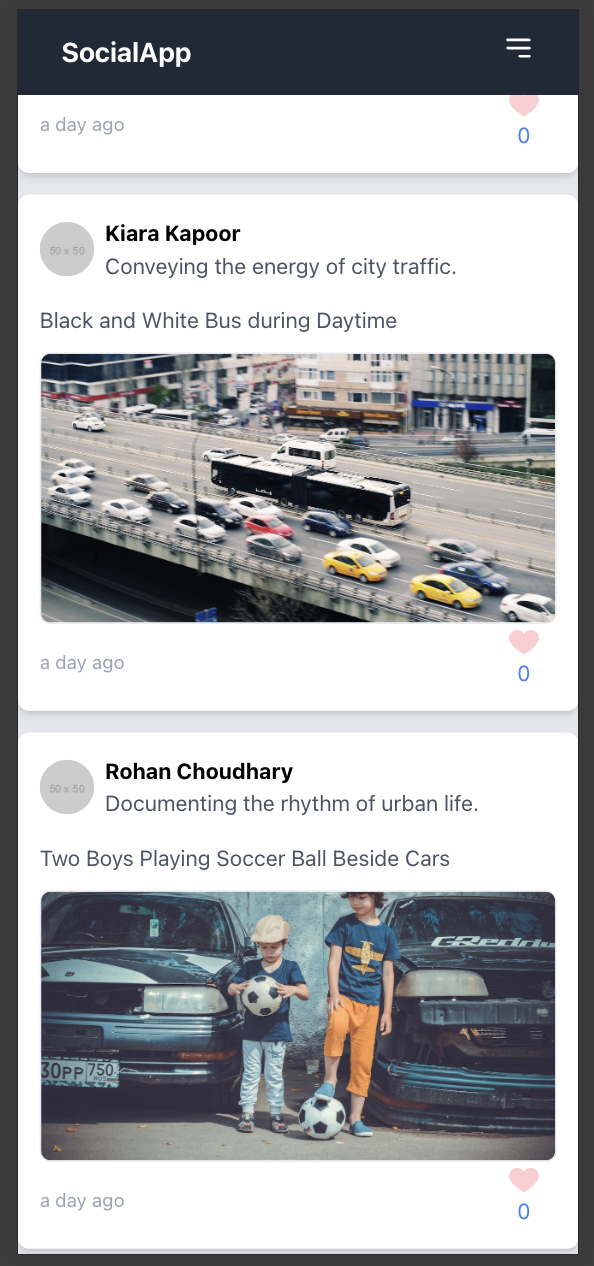 SocialApp
a day ago
0
50 x 50
Kiara Kapoor
Conveying the energy of city traffic.
Black and White Bus during Daytime
a day ago
0
50 x 50
Rohan Choudhary
Documenting the rhythm of urban life.
Two Boys Playing Soccer Ball Beside Cars
30PP 750
RUS
a day ago
0